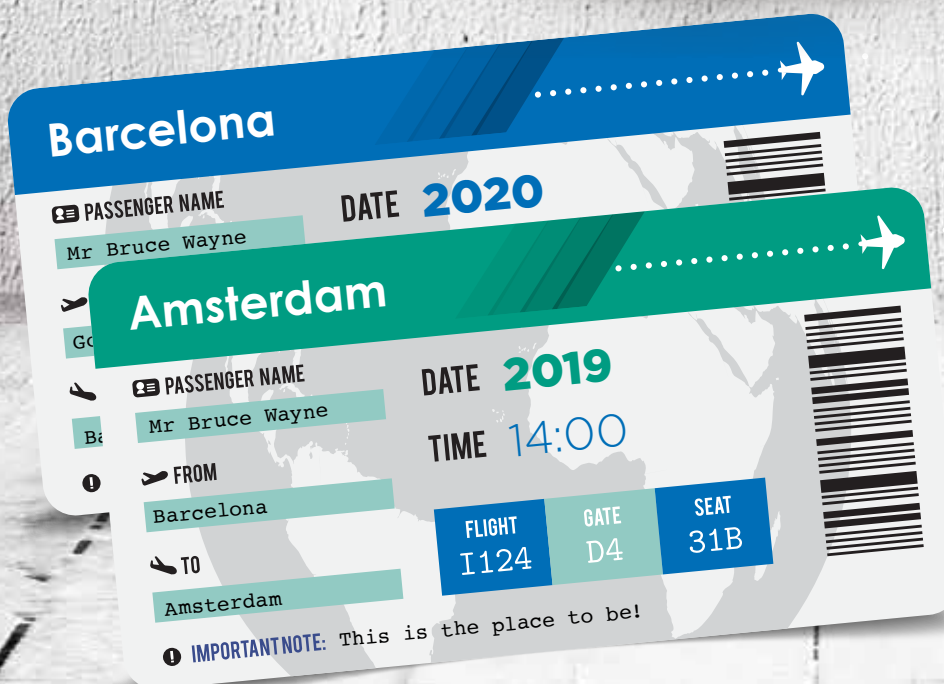 Barcelona
PASSENGER NAME
Mr Bruce Wayne
DATE 2020
Amsterdam
PASSENGER NAME
Mr Bruce Wayne
FROM
Barcelona
TO
Amsterdam
DATE 2019
TIME 14:00
FLIGHT GATE SEAT
I124 D4 31B
IMPORTANT NOTE: This is the place to be!